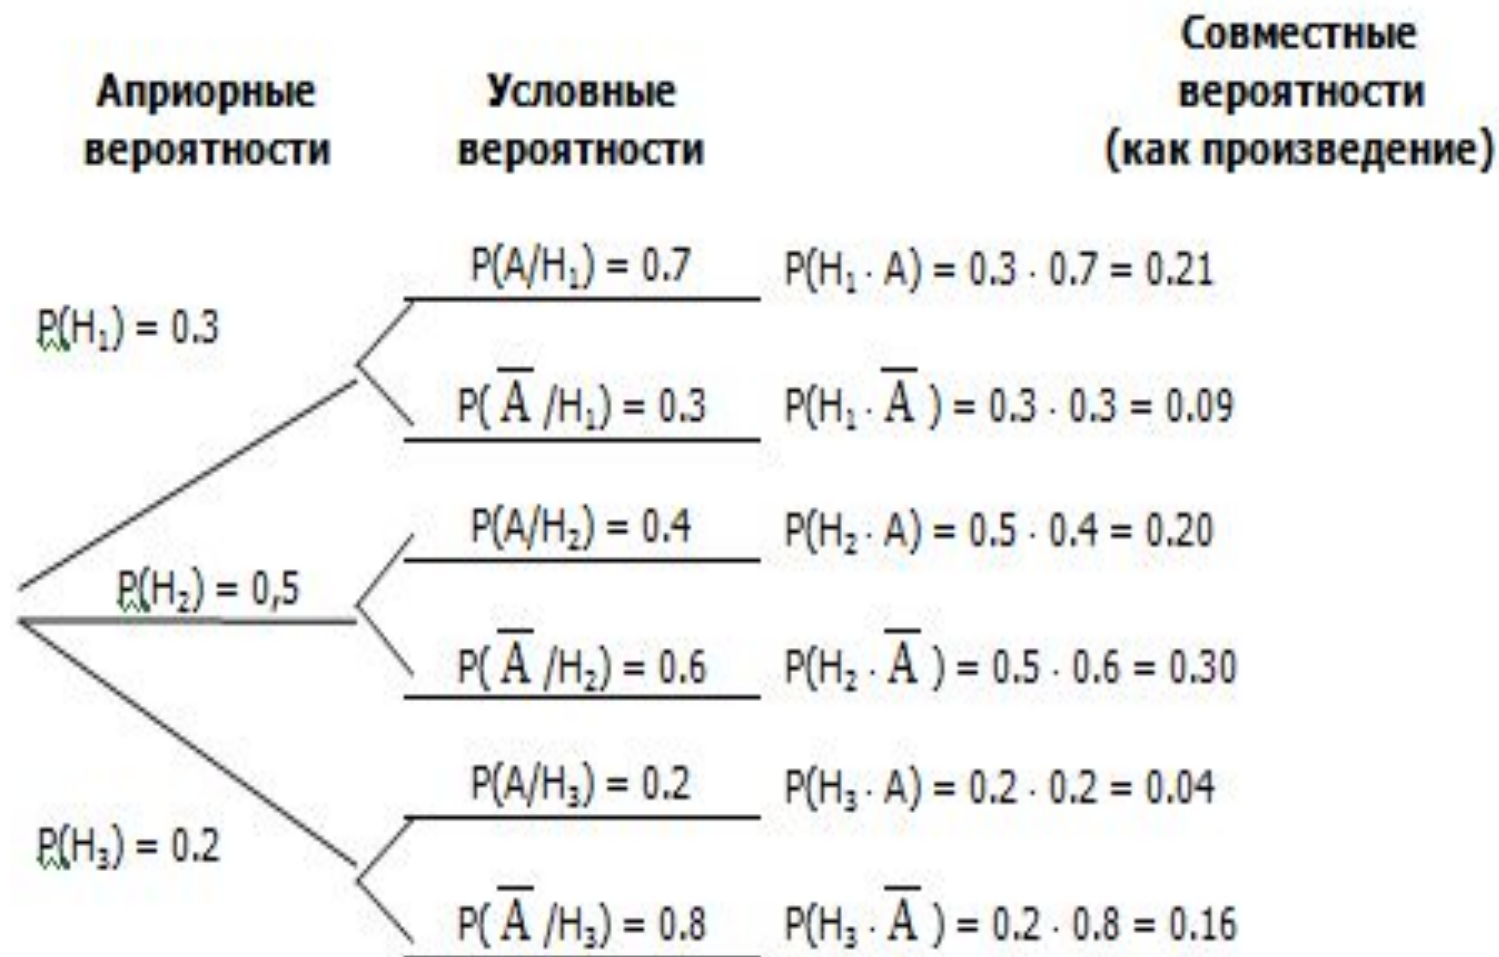 Априорные
вероятности
Условные
вероятности
Совместные
вероятности
(как произведение)
P(H₁) = 0.3
P(A/H₁) = 0.7
P(H₁ · A) = 0.3 · 0.7 = 0.21
P( A̅ /H₁) = 0.3
P(H₁ · A̅ ) = 0.3 · 0.3 = 0.09
P(H₂) = 0,5
P(A/H₂) = 0.4
P(H₂ · A) = 0.5 · 0.4 = 0.20
P( A̅ /H₂) = 0.6
P(H₂ · A̅ ) = 0.5 · 0.6 = 0.30
P(H₃) = 0.2
P(A/H₃) = 0.2
P(H₃ · A) = 0.2 · 0.2 = 0.04
P( A̅ /H₃) = 0.8
P(H₃ · A̅ ) = 0.2 · 0.8 = 0.16